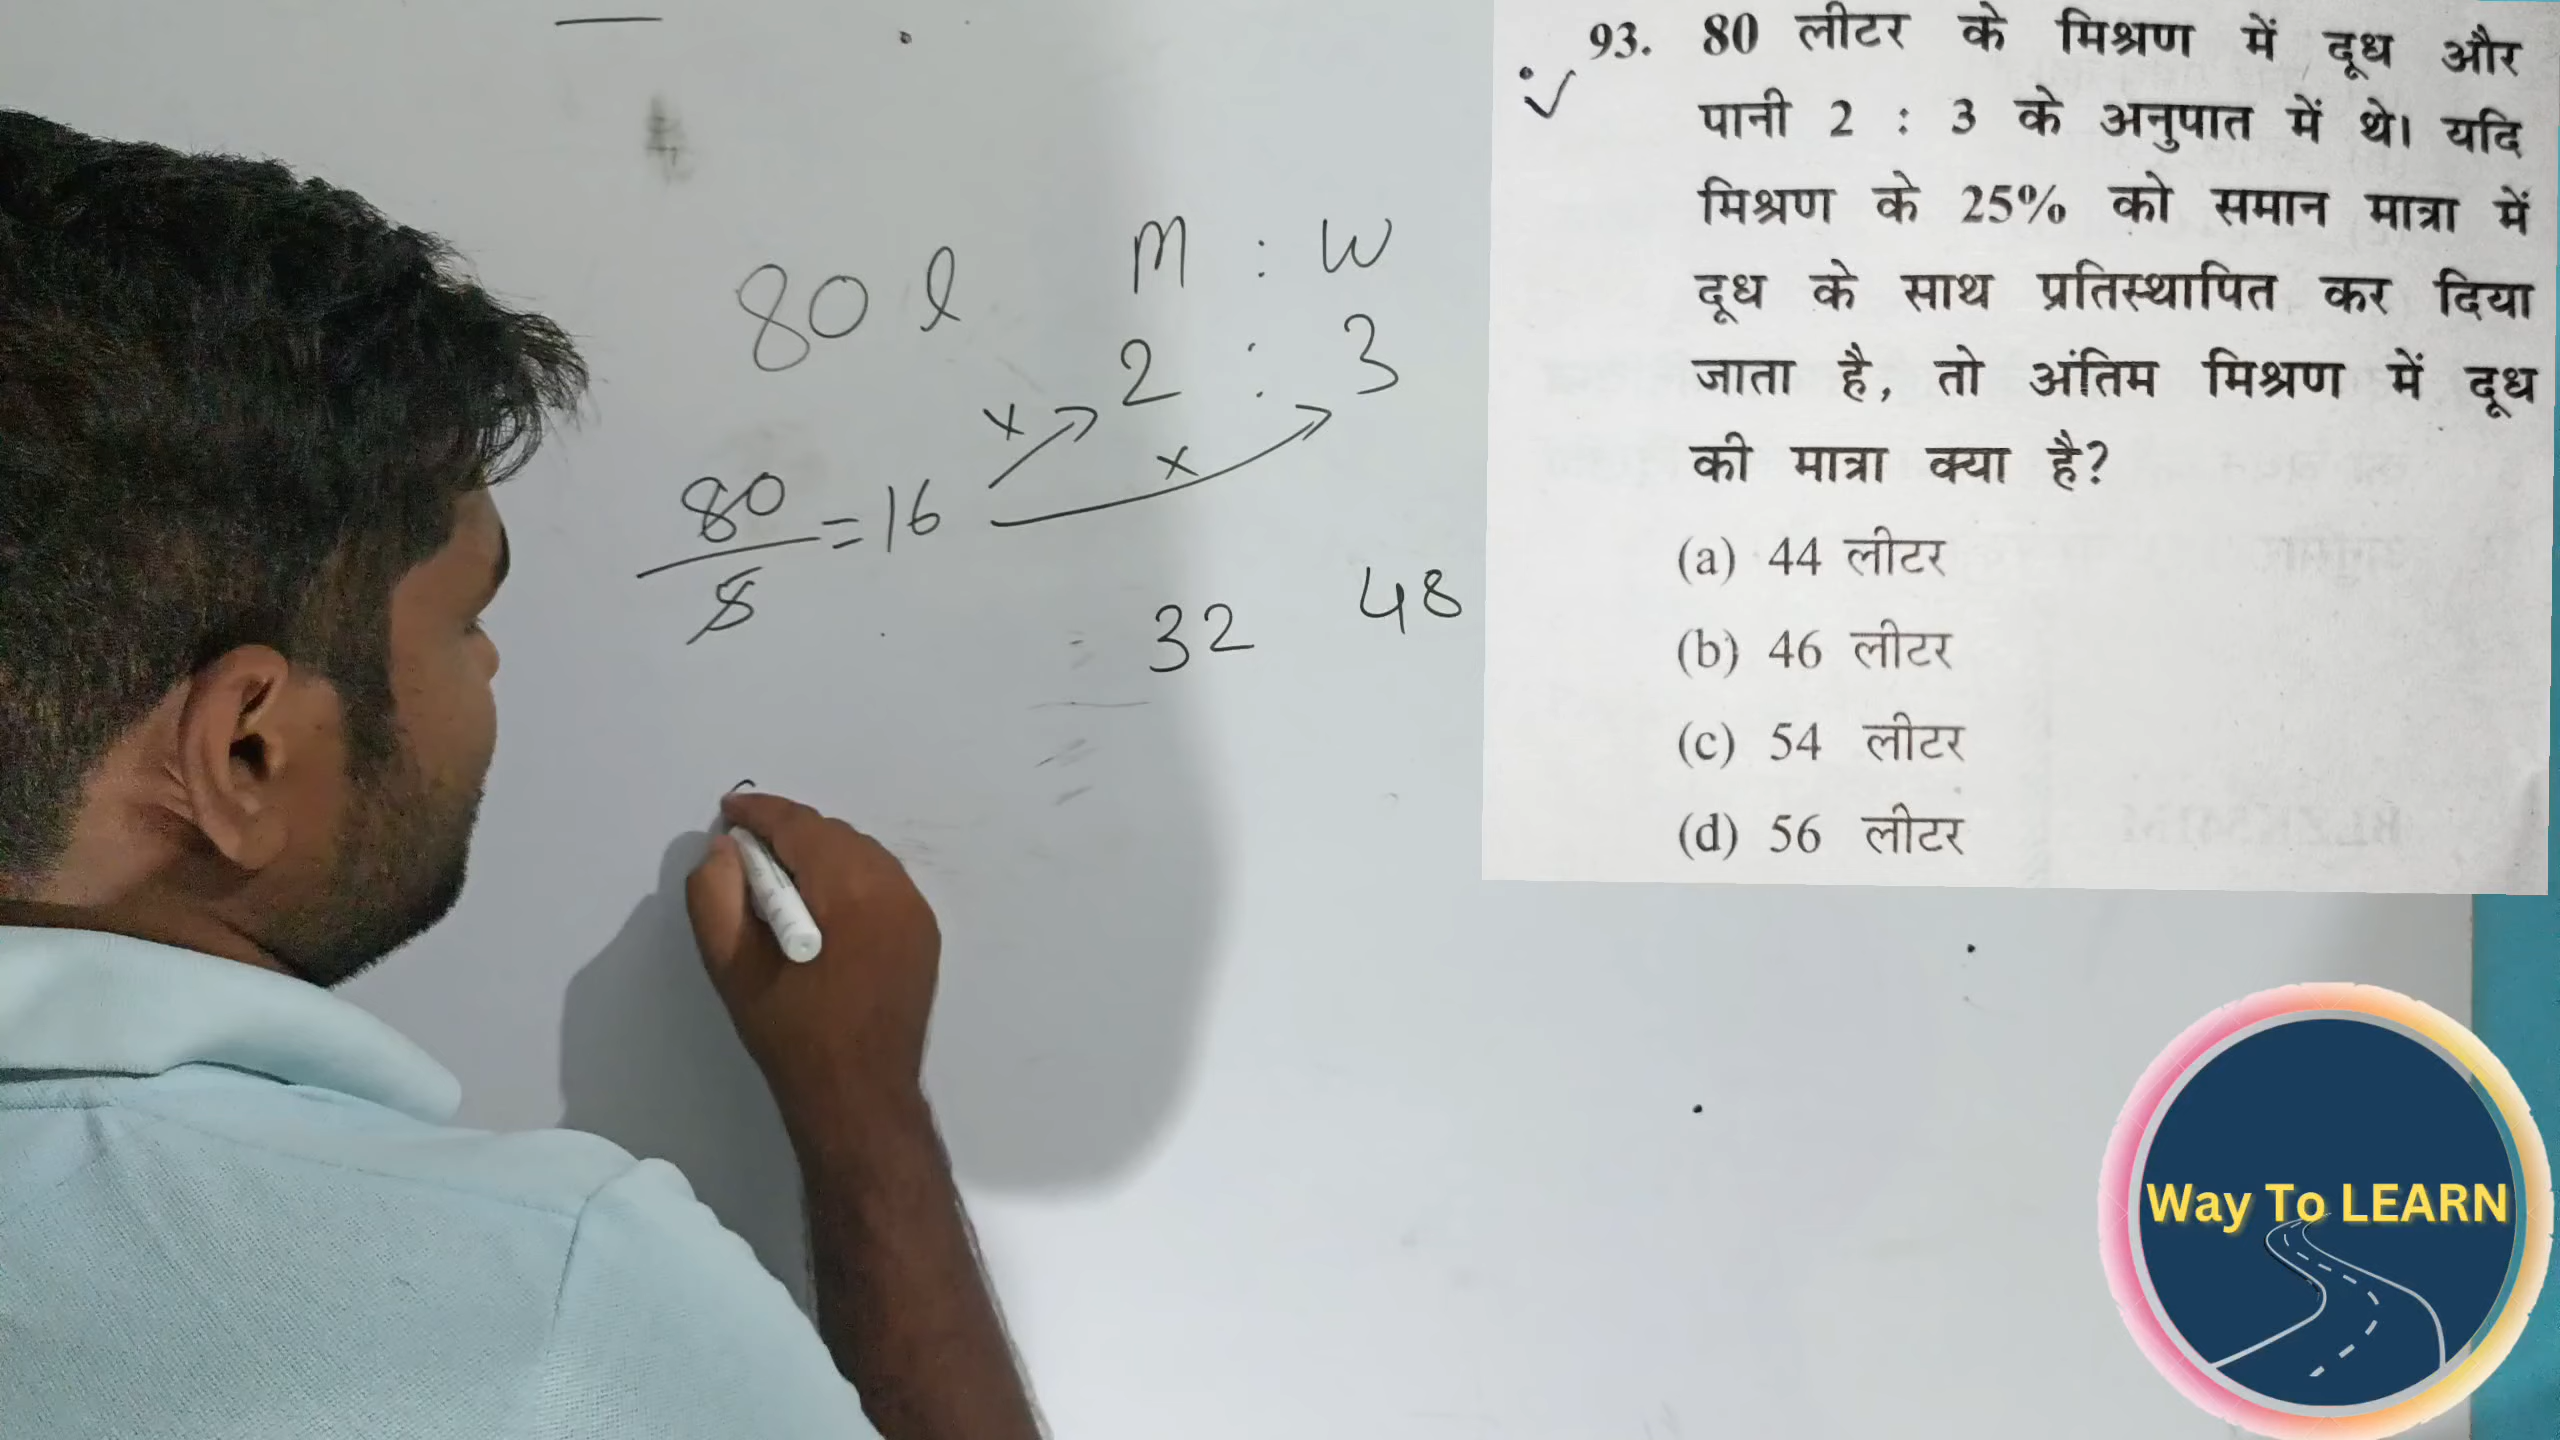 80 l
M : W
2 : 3
80/5 = 16
x
x
32 48
93. 80 लीटर के मिश्रण में दूध और
पानी 2 : 3 के अनुपात में थे। यदि
मिश्रण के 25% को समान मात्रा में
दूध के साथ प्रतिस्थापित कर दिया
जाता है, तो अंतिम मिश्रण में दूध
की मात्रा क्या है?
(a) 44 लीटर
(b) 46 लीटर
(c) 54 लीटर
(d) 56 लीटर
Way To LEARN